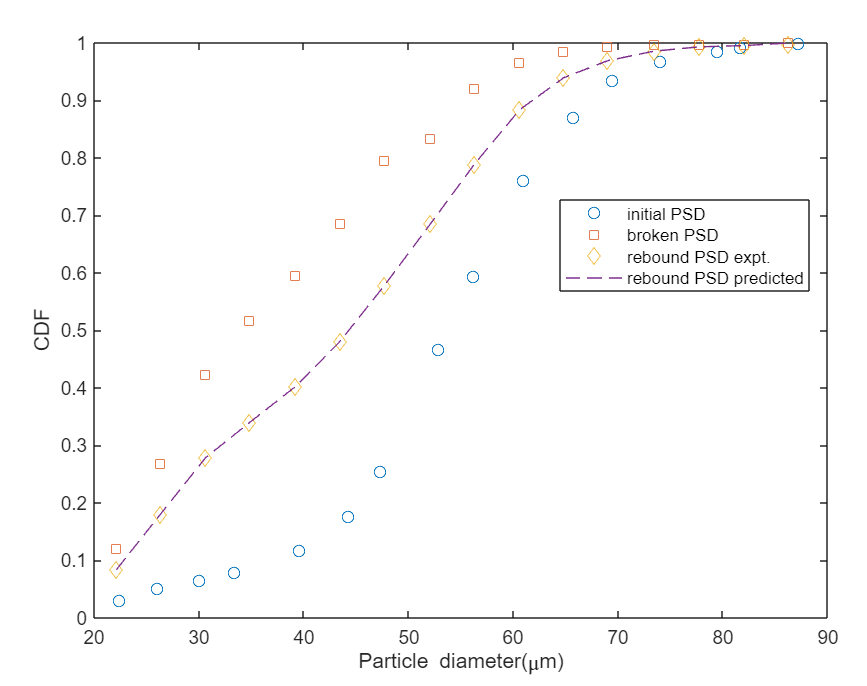 1
0.9
0.8
0.7
0.6
0.5
0.4
0.3
0.2
0.1
0
CDF
initial PSD
broken PSD
rebound PSD expt.
rebound PSD predicted
20 30 40 50 60 70 80 90
Particle diameter(μm)